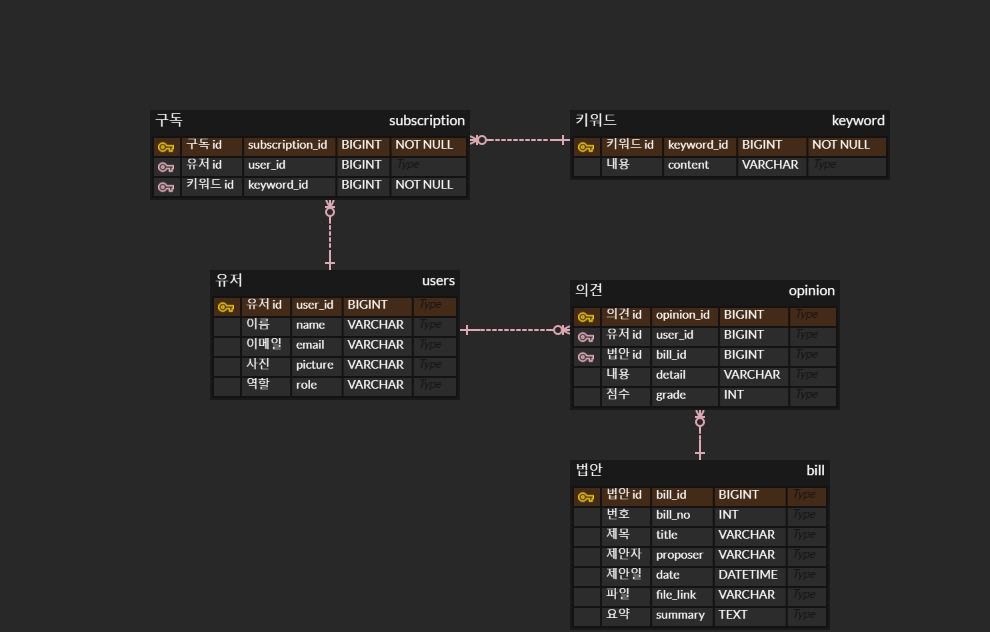 구독 subscription
구독 id subscription_id BIGINT NOT NULL
유저 id user_id BIGINT Type
키워드 id keyword_id BIGINT NOT NULL
키워드 keyword
키워드 id keyword_id BIGINT NOT NULL
내용 content VARCHAR Type
유저 users
유저 id user_id BIGINT Type
이름 name VARCHAR Type
이메일 email VARCHAR Type
사진 picture VARCHAR Type
역할 role VARCHAR Type
의견 opinion
의견 id opinion_id BIGINT Type
유저 id user_id BIGINT Type
법안 id bill_id BIGINT Type
내용 detail VARCHAR Type
점수 grade INT Type
법안 bill
법안 id bill_id BIGINT Type
번호 bill_no INT Type
제목 title VARCHAR Type
제안자 proposer VARCHAR Type
제안일 date DATETIME Type
파일 file_link VARCHAR Type
요약 summary TEXT Type